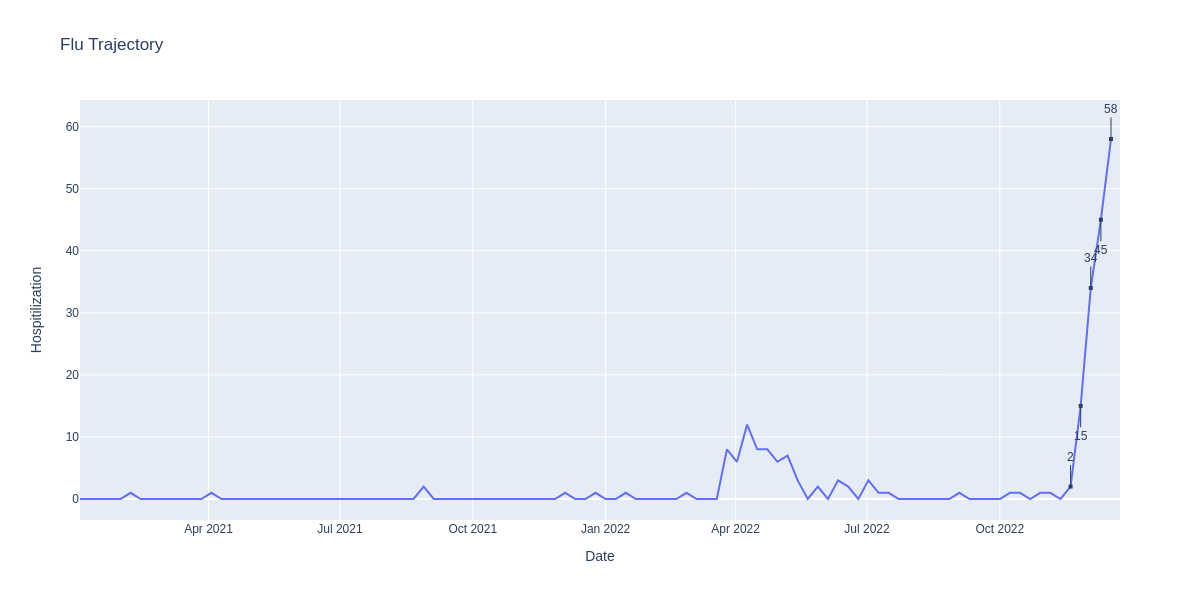 Flu Trajectory
58
60
50
45
40
34
30
20
15
10
2
0
Apr 2021
Jul 2021
Oct 2021
Jan 2022
Apr 2022
Jul 2022
Oct 2022
Date
Hospitilization